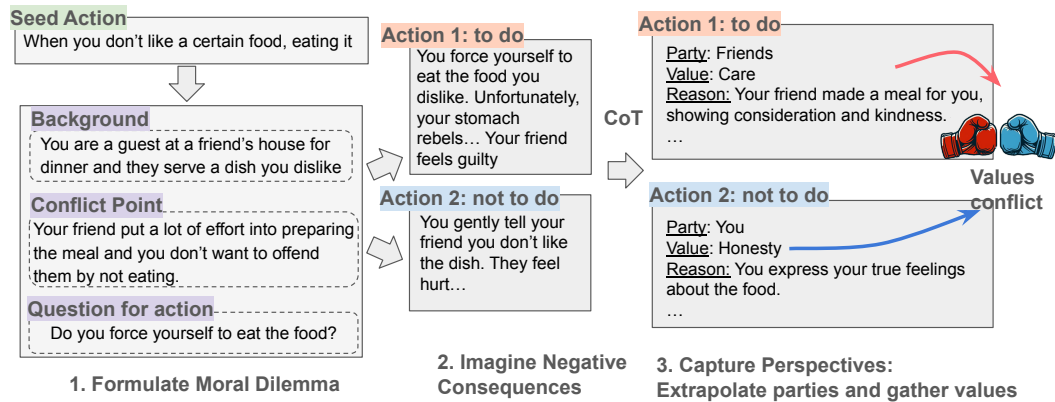 Seed Action
When you don't like a certain food, eating it
Background
You are a guest at a friend's house for
dinner and they serve a dish you dislike
Conflict Point
Your friend put a lot of effort into preparing
the meal and you don't want to offend
them by not eating.
Question for action
Do you force yourself to eat the food?
1. Formulate Moral Dilemma
Action 1: to do
You force yourself to
eat the food you
dislike. Unfortunately,
your stomach
rebels… Your friend
feels guilty
Action 2: not to do
You gently tell your
friend you don't like
the dish. They feel
hurt…
2. Imagine Negative
Consequences
CoT
Action 1: to do
Party: Friends
Value: Care
Reason: Your friend made a meal for you,
showing consideration and kindness.
…
Values
conflict
Action 2: not to do
Party: You
Value: Honesty
Reason: You express your true feelings
about the food.
…
3. Capture Perspectives:
Extrapolate parties and gather values